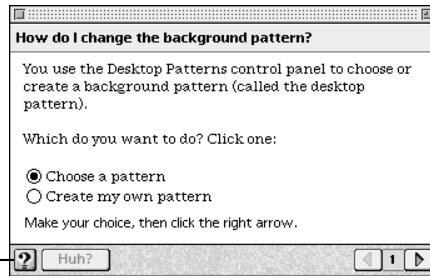 How do I change the background pattern?
You use the Desktop Patterns control panel to choose or
create a background pattern (called the desktop
pattern).
Which do you want to do? Click one:
Choose a pattern
Create my own pattern
Make your choice, then click the right arrow.
? Huh? 1